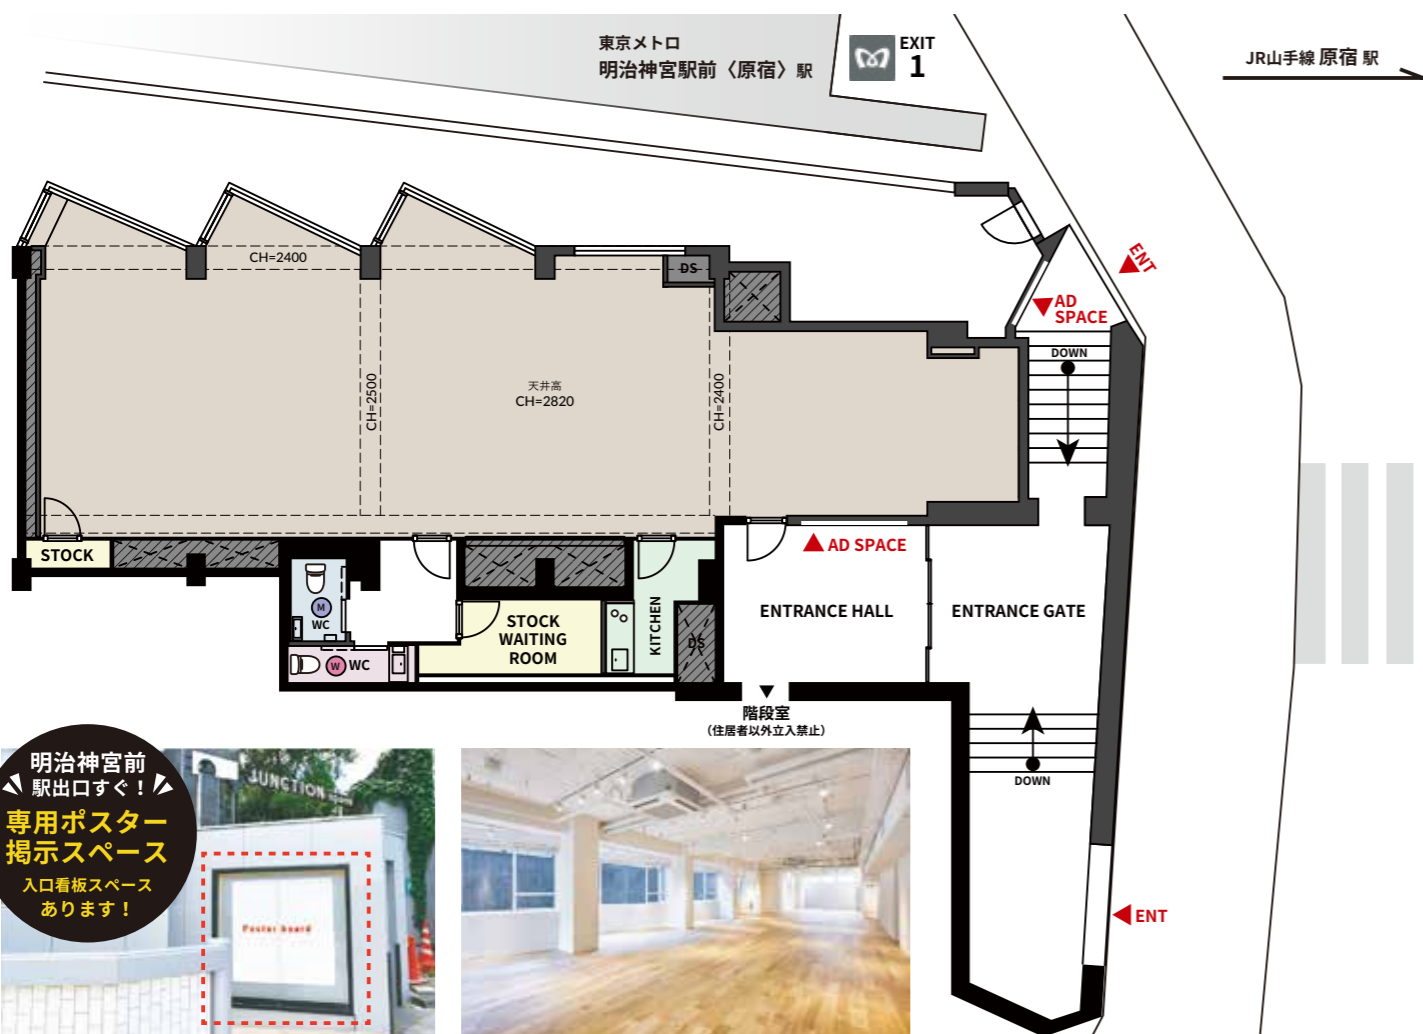 東京メトロ
明治神宮駅前〈原宿〉駅
EXIT
1
JR山手線 原宿 駅
CH=2400
DS
ENT
AD
SPACE
DOWN
CH=2500
天井高
CH=2820
CH=2400
STOCK
AD SPACE
M
WC
W WC
STOCK
WAITING
ROOM
KITCHEN
DS
ENTRANCE HALL
ENTRANCE GATE
階段室
（住居者以外立入禁止）
DOWN
ENT
明治神宮前
駅出口すぐ！
専用ポスター
掲示スペース
入口看板スペース
あります！
JUNCTION
Poster board